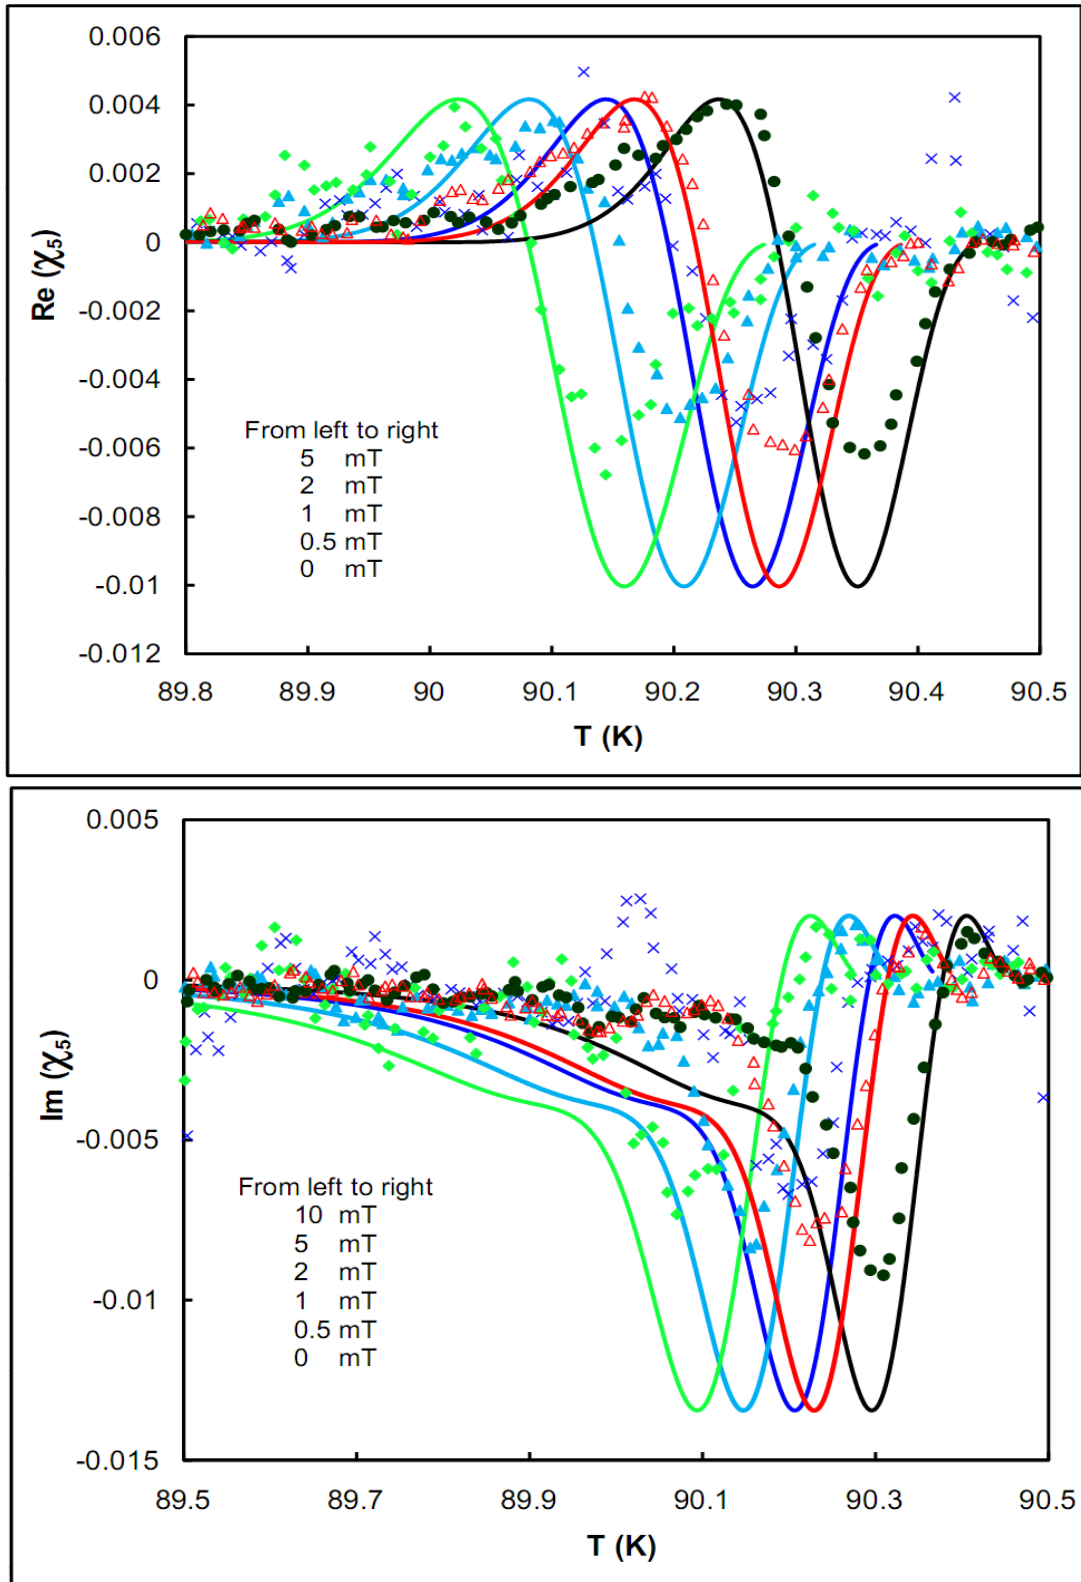 0.006
0.004
0.002
0
-0.002
-0.004
-0.006
-0.008
-0.01
-0.012
Re (χ₅)
From left to right
5 mT
2 mT
1 mT
0.5 mT
0 mT
89.8 89.9 90 90.1 90.2 90.3 90.4 90.5
T (K)
0.005
0
-0.005
-0.01
-0.015
Im (χ₅)
From left to right
10 mT
5 mT
2 mT
1 mT
0.5 mT
0 mT
89.5 89.7 89.9 90.1 90.3 90.5
T (K)